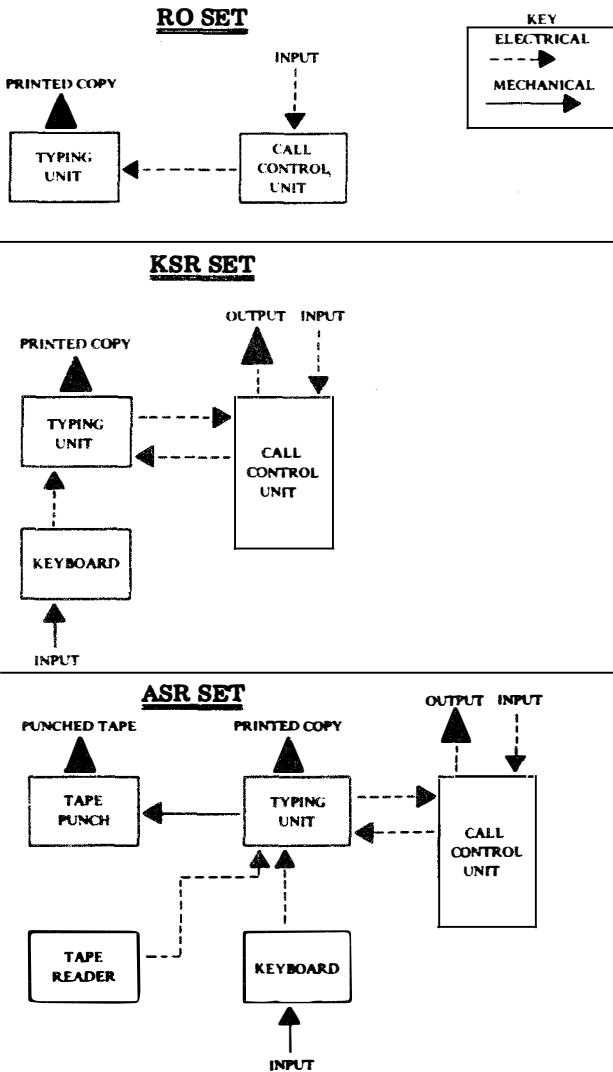 RO SET
KEY
ELECTRICAL
MECHANICAL
INPUT
PRINTED COPY
TYPING
UNIT
CALL
CONTROL
UNIT
KSR SET
OUTPUT INPUT
PRINTED COPY
TYPING
UNIT
CALL
CONTROL
UNIT
KEYBOARD
INPUT
ASR SET
OUTPUT INPUT
PUNCHED TAPE
PRINTED COPY
TAPE
PUNCH
TYPING
UNIT
CALL
CONTROL
UNIT
TAPE
READER
KEYBOARD
INPUT